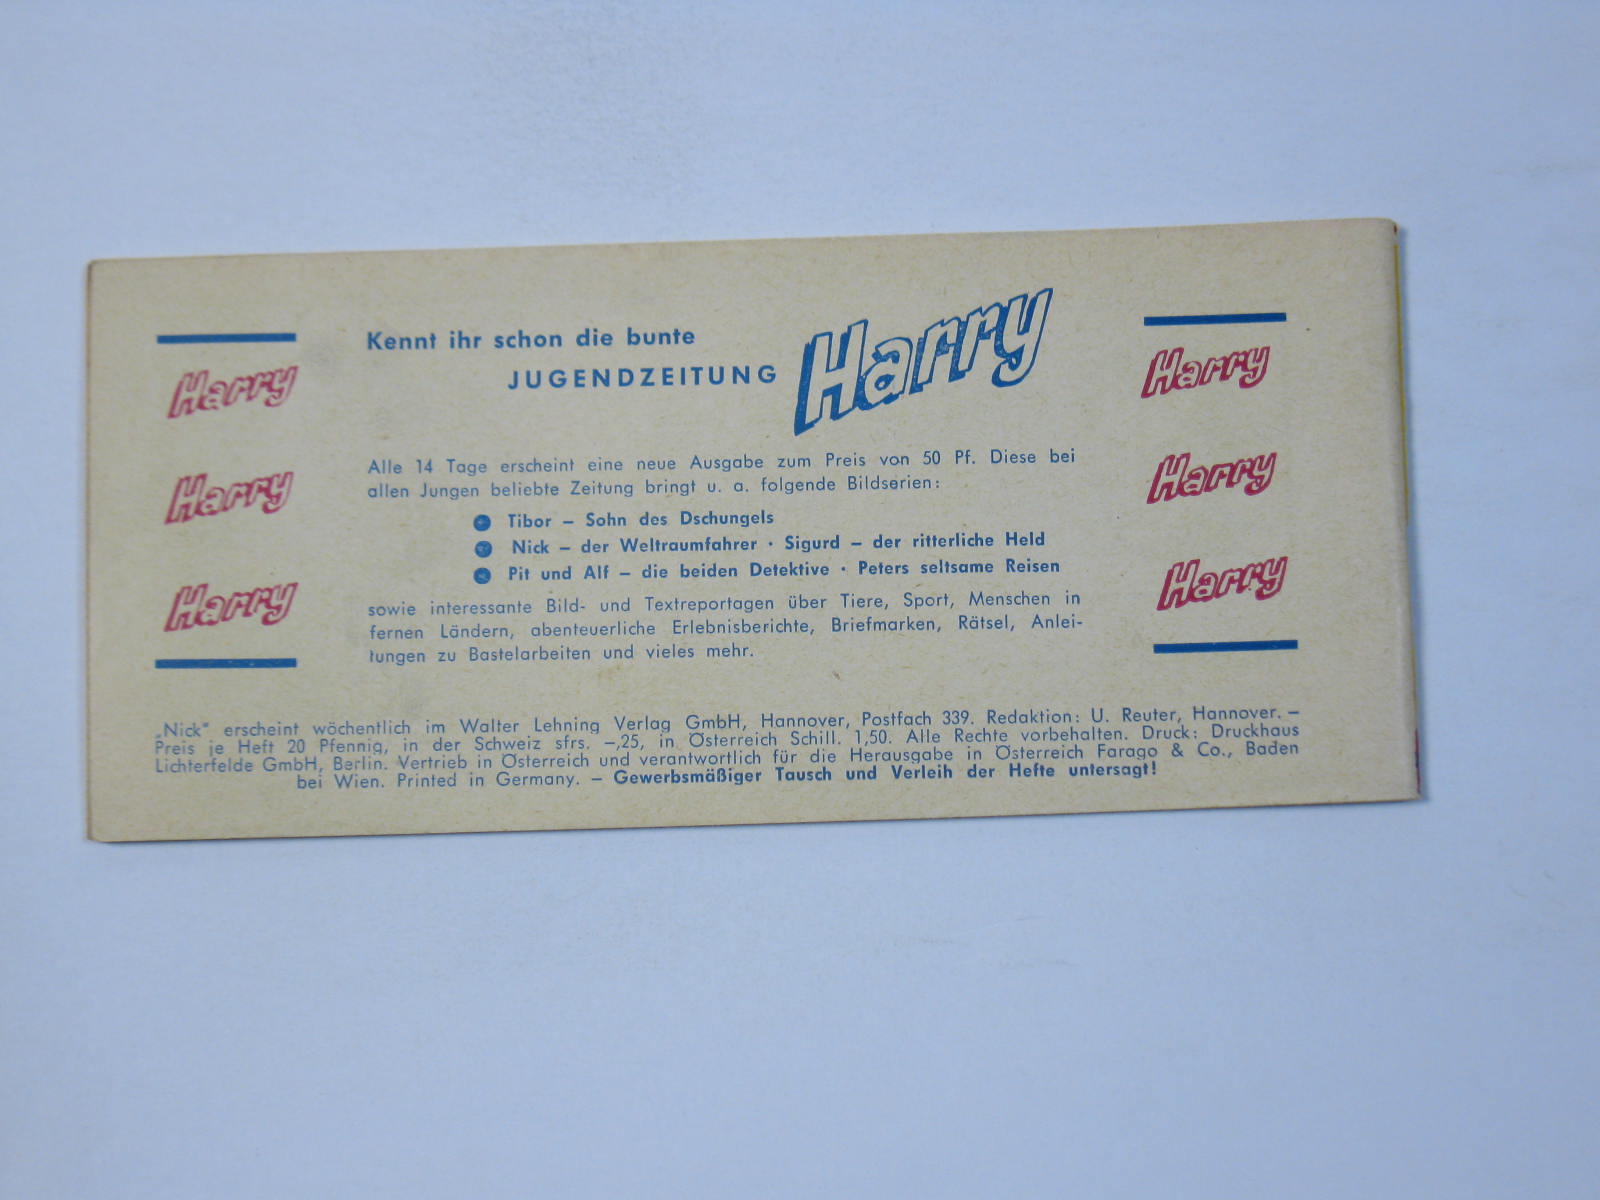 Kennt ihr schon die bunte
JUGENDZEITUNG Harry
Harry
Harry
Harry
Alle 14 Tage erscheint eine neue Ausgabe zum Preis von 50 Pf. Diese bei
allen Jungen beliebte Zeitung bringt u. a. folgende Bildserien:
● Tibor – Sohn des Dschungels
● Nick – der Weltraumfahrer · Sigurd – der ritterliche Held
● Pit und Alf – die beiden Detektive · Peters seltsame Reisen
sowie interessante Bild- und Textreportagen über Tiere, Sport, Menschen in
fernen Ländern, abenteuerliche Erlebnisberichte, Briefmarken, Rätsel, Anlei-
tungen zu Bastelarbeiten und vieles mehr.
Harry
Harry
Harry
„Nick" erscheint wöchentlich im Walter Lehning Verlag GmbH, Hannover, Postfach 339. Redaktion: U. Reuter, Hannover. –
Preis je Heft 20 Pfennig, in der Schweiz sfrs. –,25, in Österreich Schill. 1,50. Alle Rechte vorbehalten. Druck: Druckhaus
Lichterfelde GmbH, Berlin. Vertrieb in Österreich und verantwortlich für die Herausgabe in Österreich Farago & Co., Baden
bei Wien. Printed in Germany. – Gewerbsmäßiger Tausch und Verleih der Hefte untersagt!